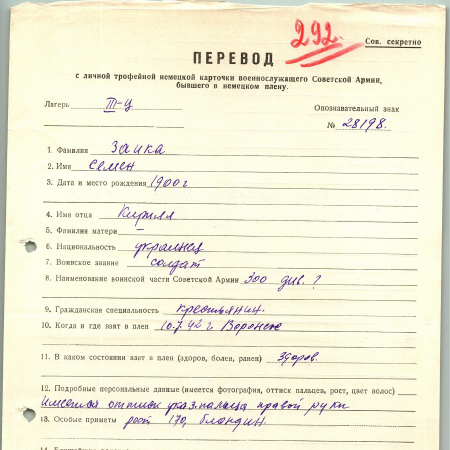 292.
Сов. секретно
ПЕРЕВОД
с личной трофейной немецкой карточки военнослужащего Советской Армии,
бывшего в немецком плену.
Лагерь III-Ц
Опознавательный знак
№ 28198.
1. Фамилия Заика
2. Имя Семен
3. Дата и место рождения 1900 г
4. Имя отца Кирилл
5. Фамилия матери —
6. Национальность украинец
7. Воинское звание солдат
8. Наименование воинской части Советской Армии 300 див. ?
9. Гражданская специальность крестьянин.
10. Когда и где взят в плен 10.7.42 г Воронеж
11. В каком состоянии взят в плен (здоров, болен, ранен) здоров.
12. Подробные персональные данные (имеется фотография, оттиск пальцев, рост, цвет волос)
Имеется оттиск указ. пальца правой руки
13. Особые приметы рост 170, блондин.